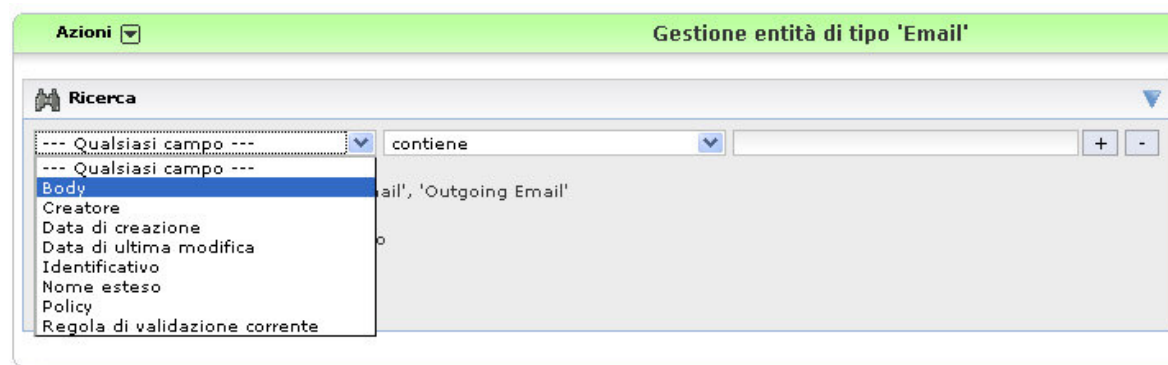 Azioni Gestione entità di tipo 'Email'
Ricerca
--- Qualsiasi campo --- contiene + -
--- Qualsiasi campo ---
Body
ail', 'Outgoing Email'
Creatore
Data di creazione
Data di ultima modifica
o
Identificativo
Nome esteso
Policy
Regola di validazione corrente